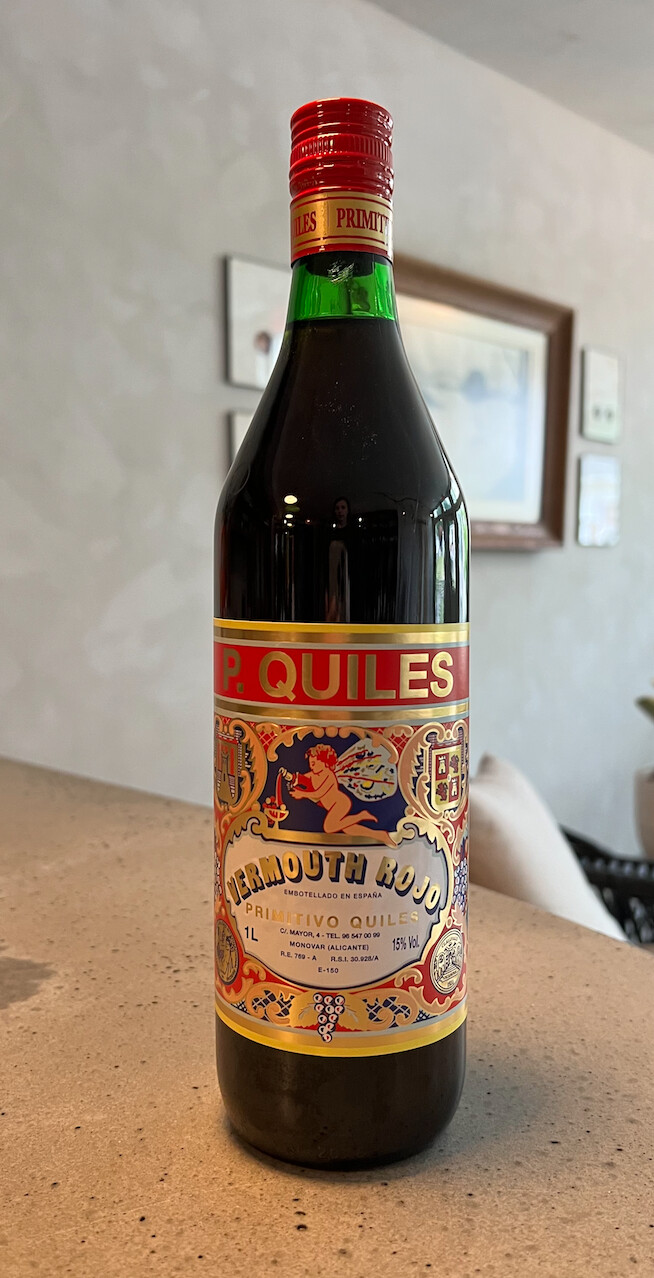 PRIMIT
P. QUILES
VERMOUTH ROJO
EMBOTELLADO EN ESPAÑA
PRIMITIVO QUILES
C/. MAYOR, 4 - TEL. 96 547 00 99
1L
15% Vol.
MONOVAR (ALICANTE)
R.E. 769 - A R.S.I. 30.928/A
E-150